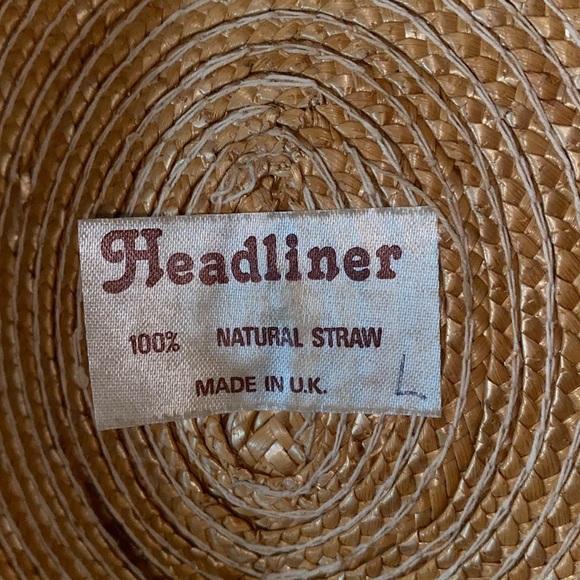 Headliner
100% NATURAL STRAW
MADE IN U.K. L